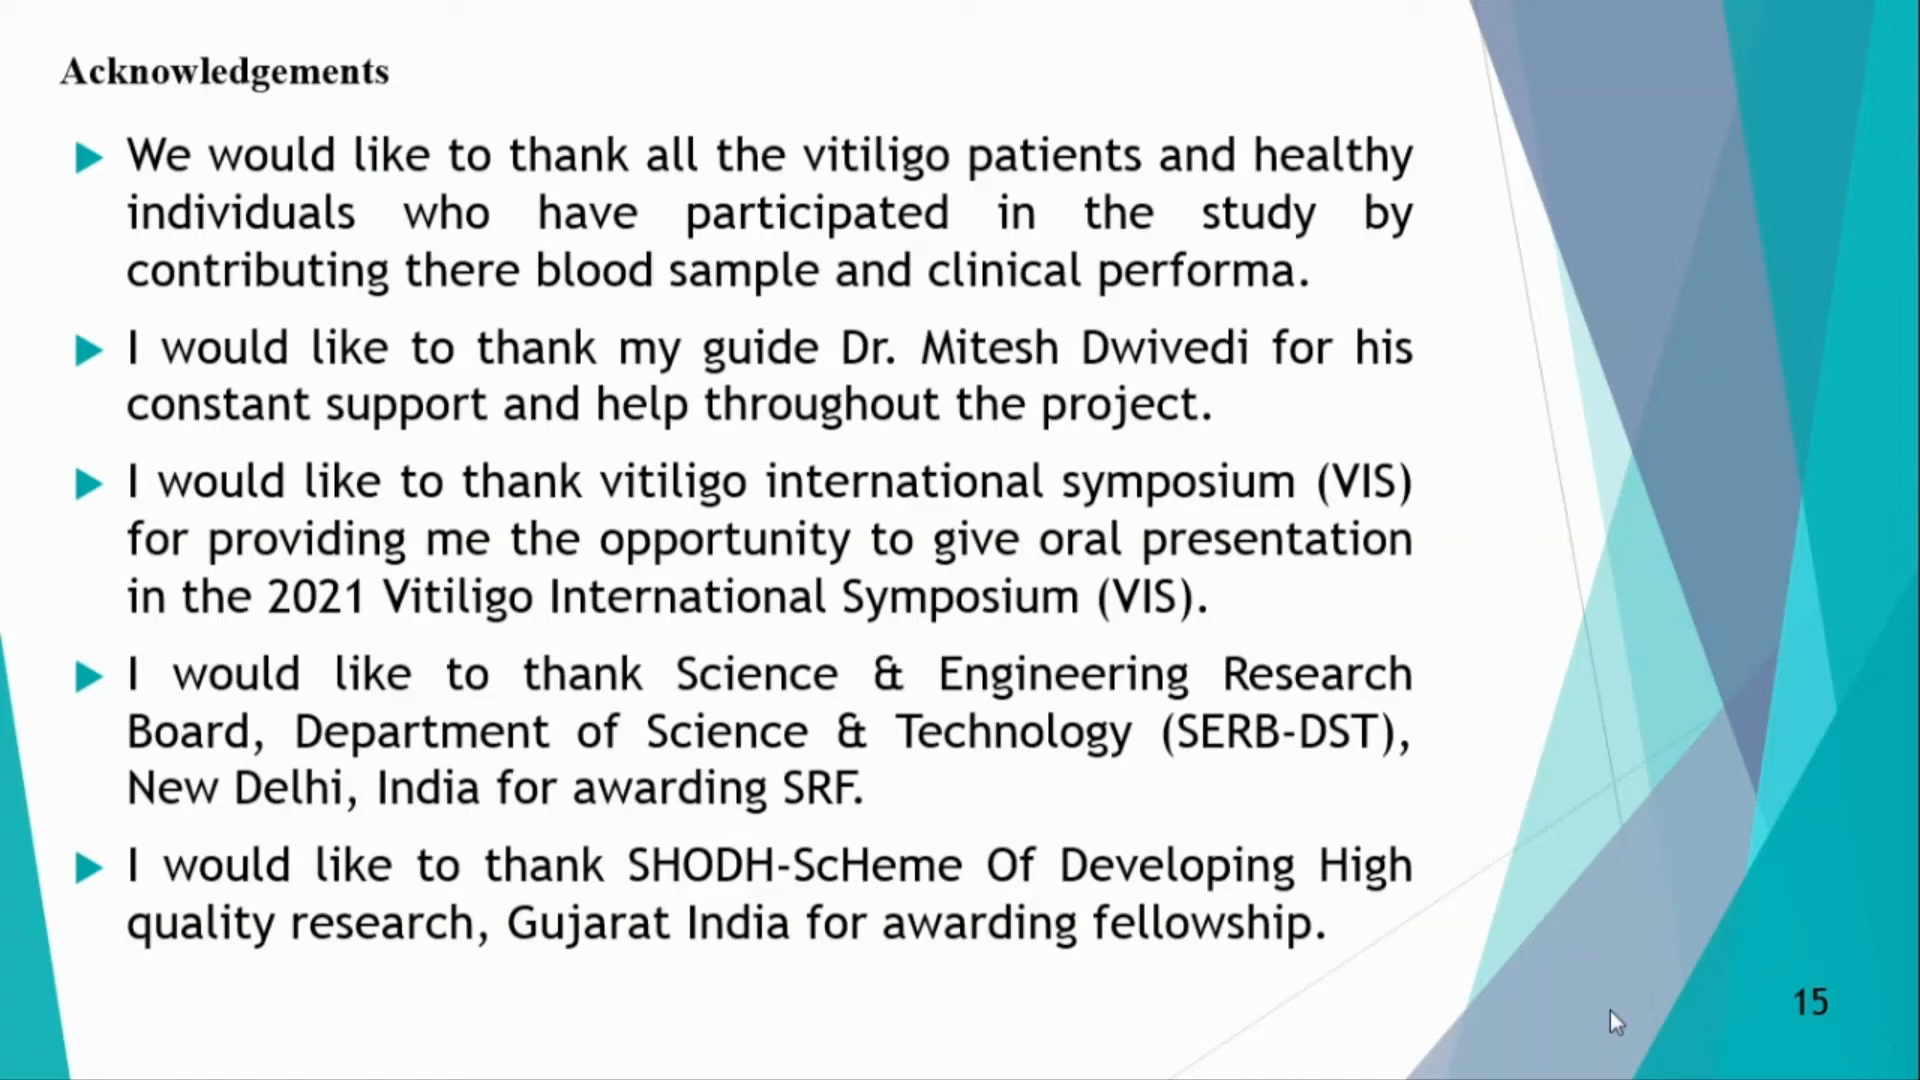 Acknowledgements
We would like to thank all the vitiligo patients and healthy
individuals who have participated in the study by
contributing there blood sample and clinical performa.
I would like to thank my guide Dr. Mitesh Dwivedi for his
constant support and help throughout the project.
I would like to thank vitiligo international symposium (VIS)
for providing me the opportunity to give oral presentation
in the 2021 Vitiligo International Symposium (VIS).
I would like to thank Science & Engineering Research
Board, Department of Science & Technology (SERB-DST),
New Delhi, India for awarding SRF.
I would like to thank SHODH-ScHeme Of Developing High
quality research, Gujarat India for awarding fellowship.
15